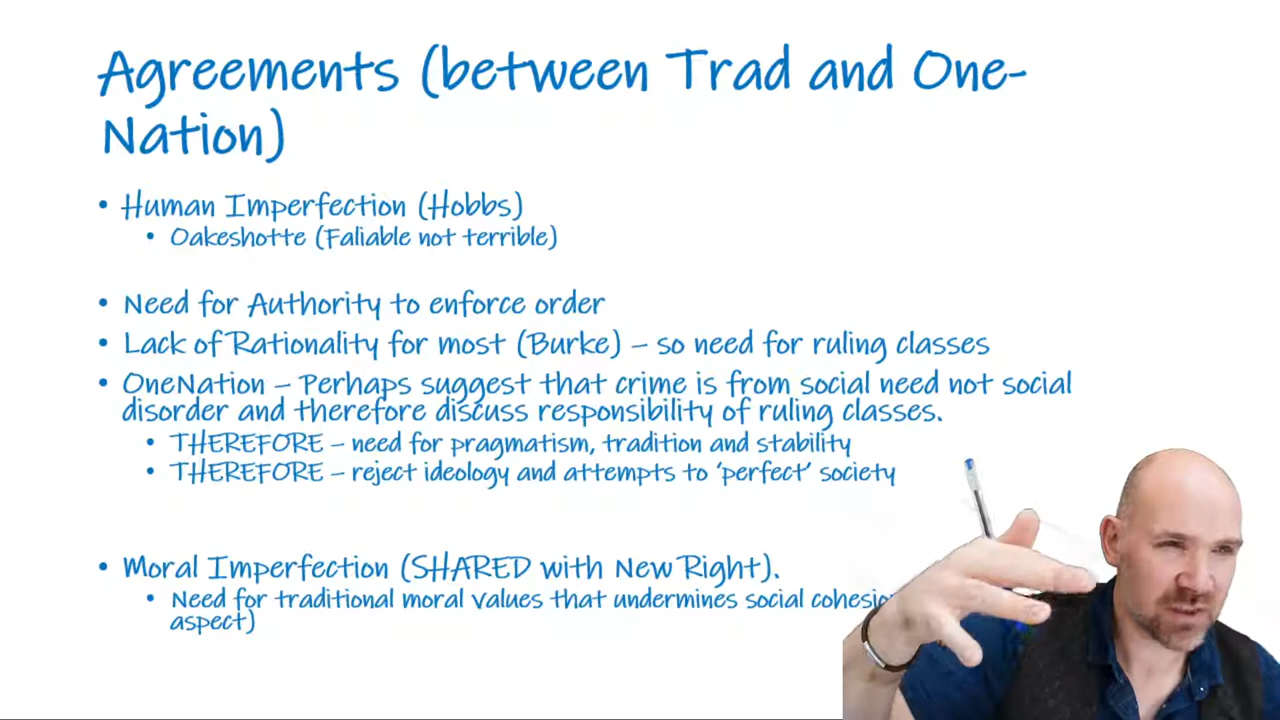 Agreements (between Trad and One-
Nation)
• Human Imperfection (Hobbs)
• Oakeshotte (Faliable not terrible)
• Need for Authority to enforce order
• Lack of Rationality for most (Burke) – so need for ruling classes
• OneNation – Perhaps suggest that crime is from social need not social
disorder and therefore discuss responsibility of ruling classes.
• THEREFORE – need for pragmatism, tradition and stability
• THEREFORE – reject ideology and attempts to 'perfect' society
• Moral Imperfection (SHARED with New Right).
• Need for traditional moral values that undermines social
aspect)